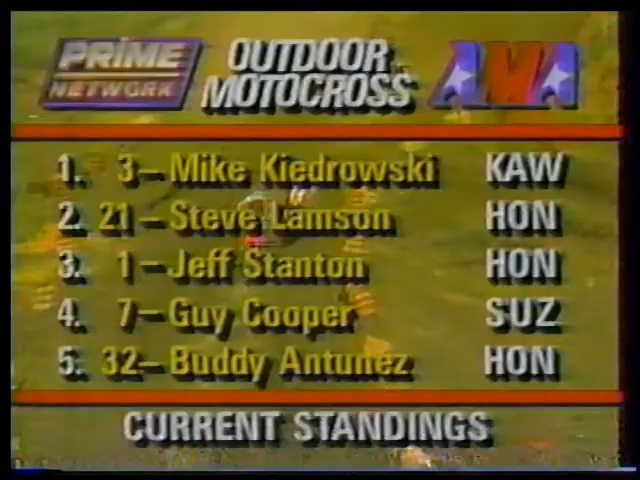 PRIME
NETWORK
OUTDOOR
MOTOCROSS
AMA
1. 3–Mike Kiedrowski KAW
2. 21–Steve Lamson HON
3. 1–Jeff Stanton HON
4. 7–Guy Cooper SUZ
5. 32–Buddy Antunez HON
CURRENT STANDINGS